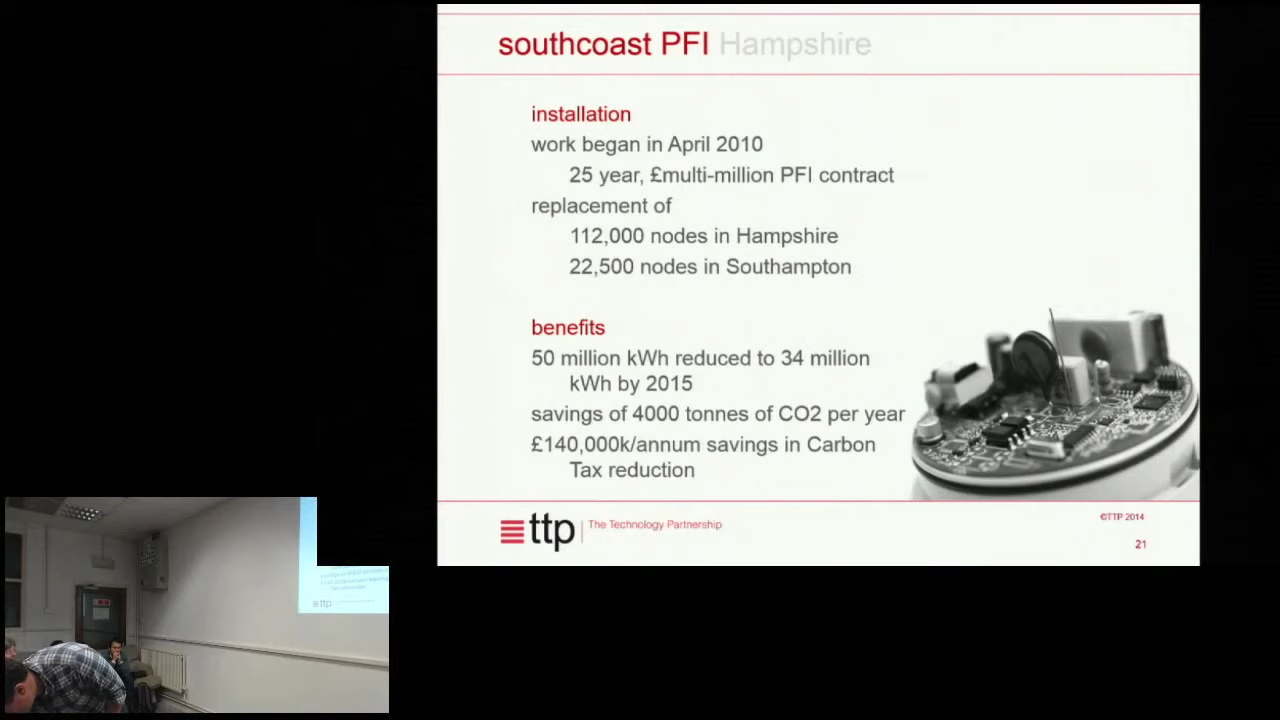 southcoast PFI Hampshire
installation
work began in April 2010
25 year, £multi-million PFI contract
replacement of
112,000 nodes in Hampshire
22,500 nodes in Southampton
benefits
50 million kWh reduced to 34 million
kWh by 2015
savings of 4000 tonnes of CO2 per year
£140,000k/annum savings in Carbon
Tax reduction
ttp The Technology Partnership
©TTP 2014
21
ttp